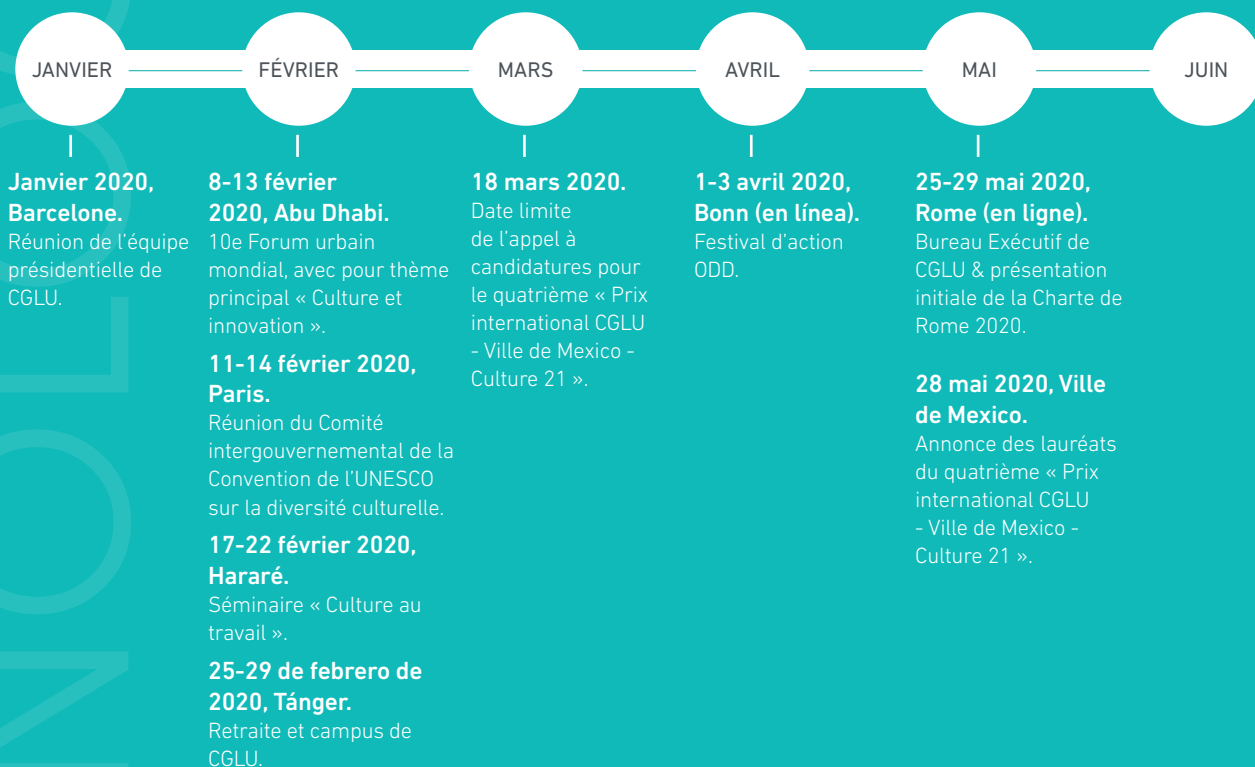 JANVIER
FÉVRIER
MARS
AVRIL
MAI
JUIN
Janvier 2020,
Barcelone.
Réunion de l'équipe
présidentielle de
CGLU.
8-13 février
2020, Abu Dhabi.
10e Forum urbain
mondial, avec pour thème
principal « Culture et
innovation ».
11-14 février 2020,
Paris.
Réunion du Comité
intergouvernemental de la
Convention de l'UNESCO
sur la diversité culturelle.
17-22 février 2020,
Hararé.
Séminaire « Culture au
travail ».
25-29 de febrero de
2020, Tánger.
Retraite et campus de
CGLU.
18 mars 2020.
Date limite
de l'appel à
candidatures pour
le quatrième « Prix
international CGLU
- Ville de Mexico -
Culture 21 ».
1-3 avril 2020,
Bonn (en línea).
Festival d'action
ODD.
25-29 mai 2020,
Rome (en ligne).
Bureau Exécutif de
CGLU & présentation
initiale de la Charte de
Rome 2020.
28 mai 2020, Ville
de Mexico.
Annonce des lauréats
du quatrième « Prix
international CGLU
- Ville de Mexico -
Culture 21 ».